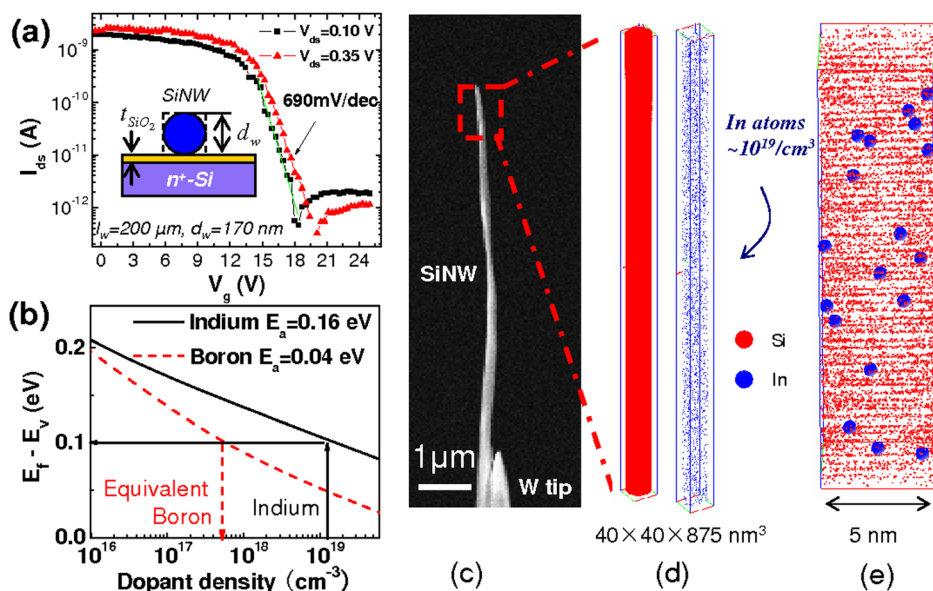 (a)
I_ds (A)
10^-9
10^-10
10^-11
10^-12
V_ds=0.10 V
V_ds=0.35 V
690mV/dec
SiNW
t_SiO2
d_w
n+-Si
l_w=200 μm, d_w=170 nm
0 3 6 9 12 15 18 21 24
V_g (V)
(b)
E_f - E_v (eV)
0.2
0.1
0.0
Indium E_a=0.16 eV
Boron E_a=0.04 eV
Equivalent
Boron
Indium
10^16 10^17 10^18 10^19
Dopant density (cm^-3)
(c)
SiNW
1μm
W tip
In atoms
~10^19/cm^3
Si
In
40×40×875 nm^3
(d)
5 nm
(e)